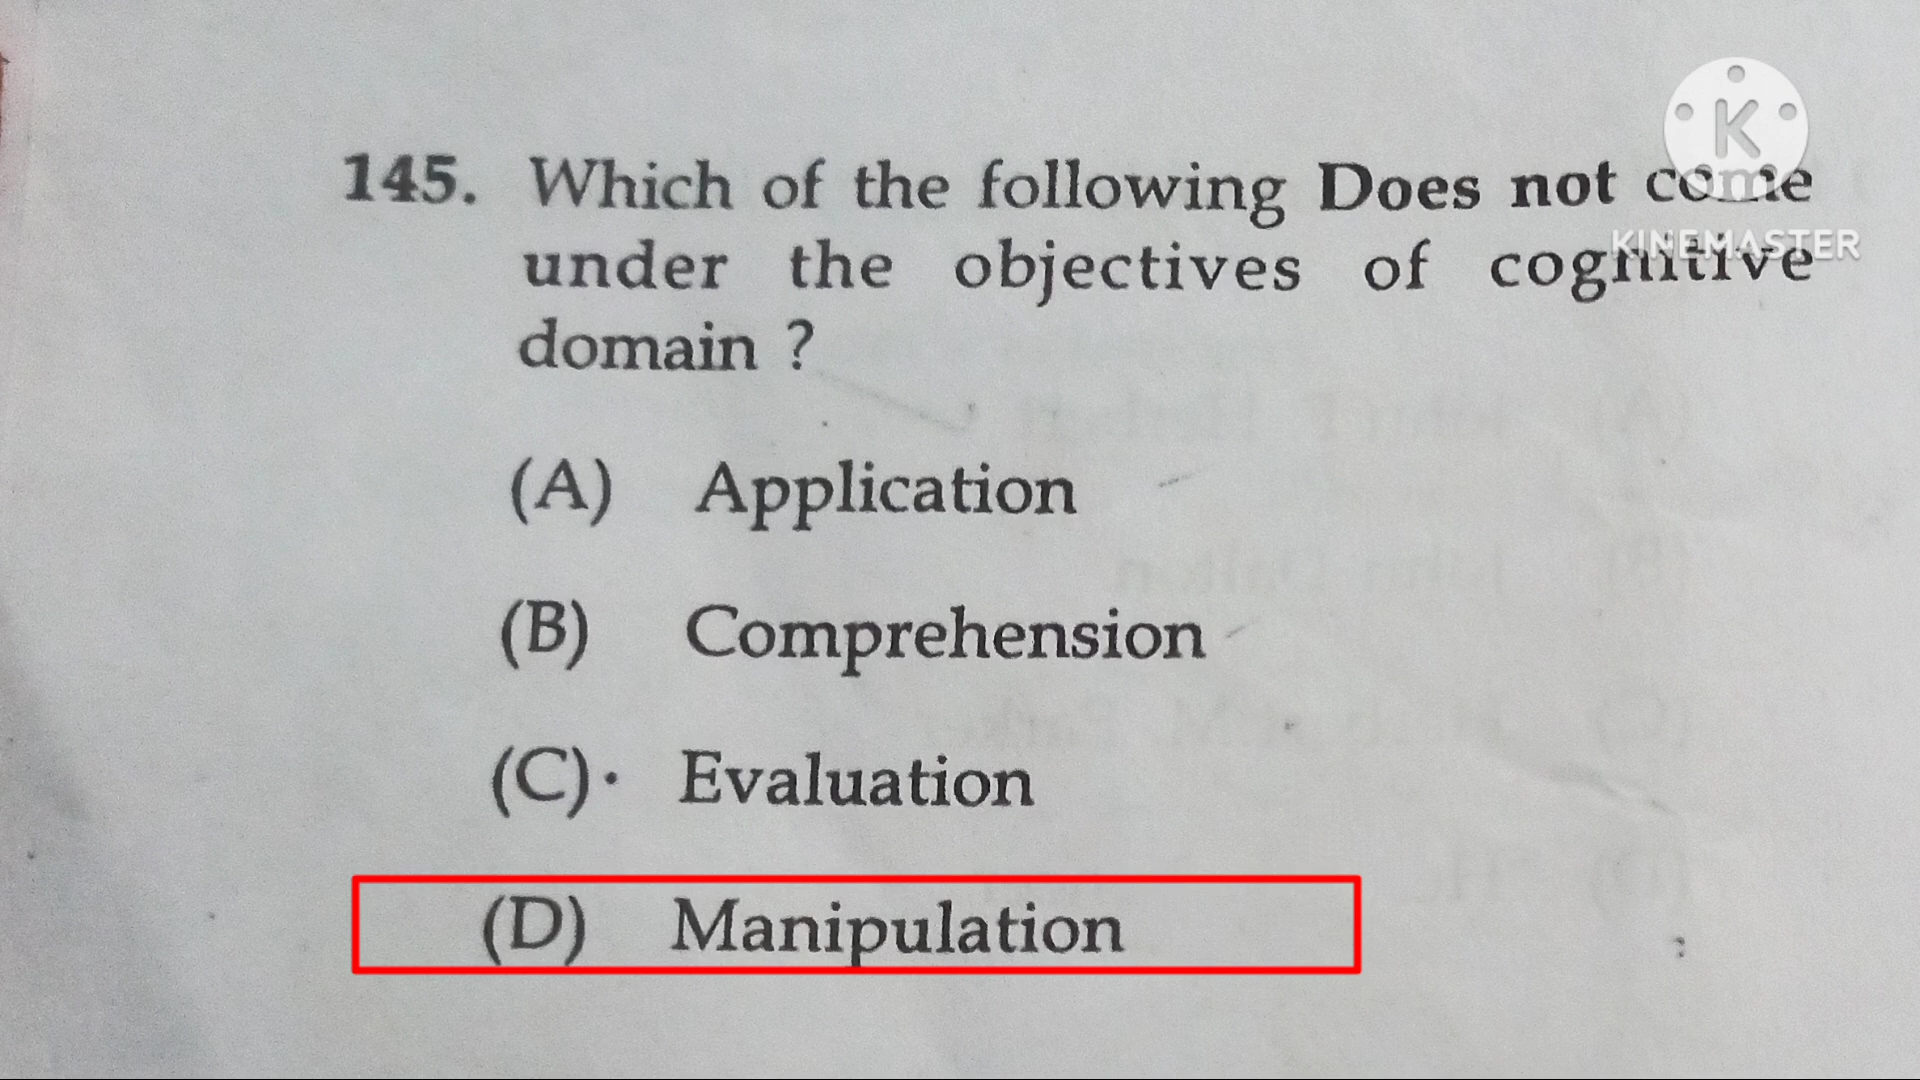 145. Which of the following Does not come
under the objectives of cognitive
domain ?
(A) Application
(B) Comprehension
(C) Evaluation
(D) Manipulation
K
KINEMASTER